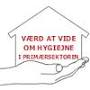 VÆRD AT VIDE
OM HYGIEJNE
I PRIMÆRSEKTOREN